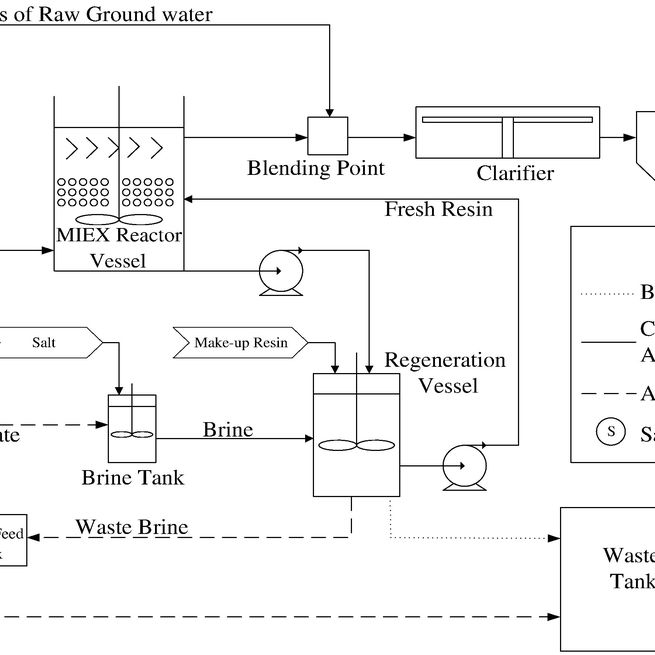 s of Raw Ground water
Blending Point
Clarifier
Fresh Resin
MIEX Reactor
Vessel
B
C
A
A
S
Sa
Salt
Make-up Resin
Regeneration
Vessel
ate
Brine
Brine Tank
Waste Brine
Feed
k
Waste
Tank